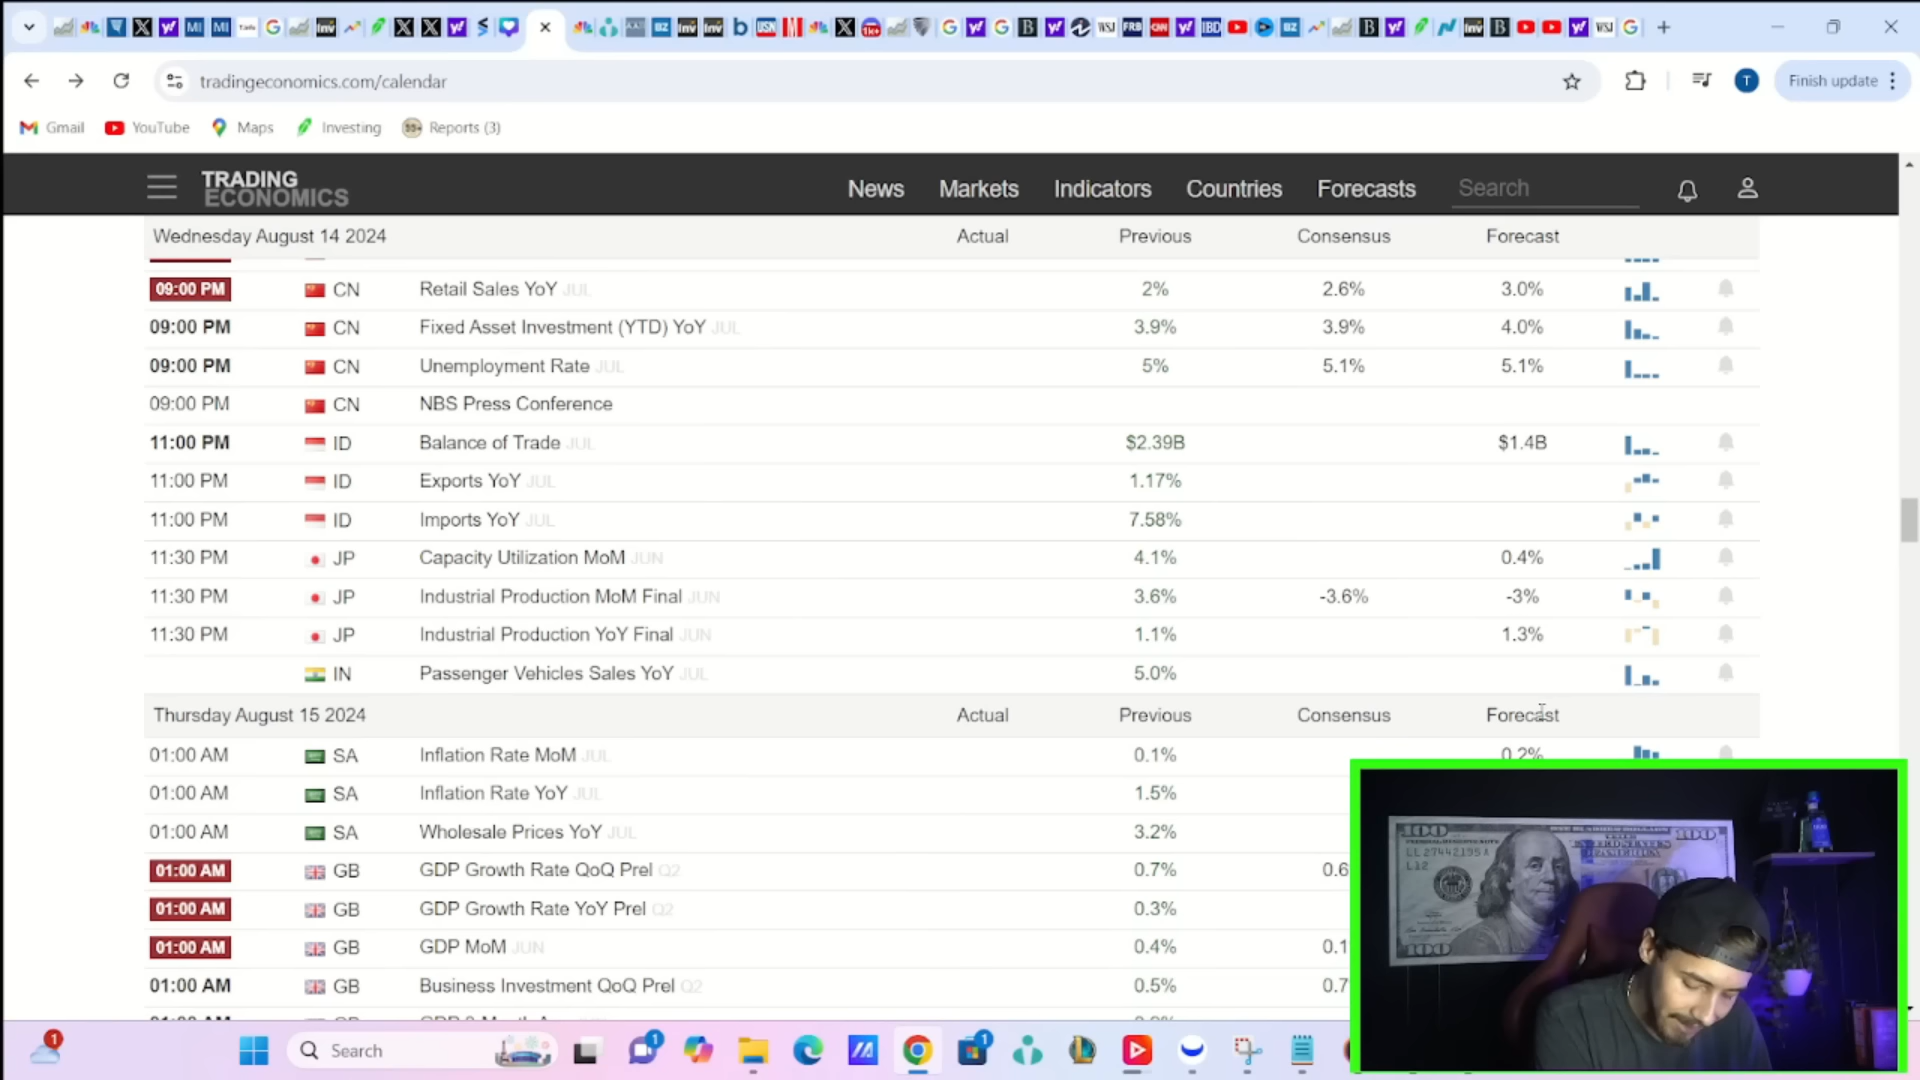 tradingeconomics.com/calendar
Finish update
Gmail YouTube Maps Investing Reports (3)
TRADING
ECONOMICS
News Markets Indicators Countries Forecasts Search
Wednesday August 14 2024 Actual Previous Consensus Forecast
09:00 PM CN Retail Sales YoY JUL 2% 2.6% 3.0%
09:00 PM CN Fixed Asset Investment (YTD) YoY JUL 3.9% 3.9% 4.0%
09:00 PM CN Unemployment Rate JUL 5% 5.1% 5.1%
09:00 PM CN NBS Press Conference
11:00 PM ID Balance of Trade JUL $2.39B $1.4B
11:00 PM ID Exports YoY JUL 1.17%
11:00 PM ID Imports YoY JUL 7.58%
11:30 PM JP Capacity Utilization MoM JUN 4.1% 0.4%
11:30 PM JP Industrial Production MoM Final JUN 3.6% -3.6% -3%
11:30 PM JP Industrial Production YoY Final JUN 1.1% 1.3%
IN Passenger Vehicles Sales YoY JUL 5.0%
Thursday August 15 2024 Actual Previous Consensus Forecast
01:00 AM SA Inflation Rate MoM JUL 0.1% 0.2%
01:00 AM SA Inflation Rate YoY JUL 1.5%
01:00 AM SA Wholesale Prices YoY JUL 3.2%
01:00 AM GB GDP Growth Rate QoQ Prel Q2 0.7% 0.6
01:00 AM GB GDP Growth Rate YoY Prel Q2 0.3%
01:00 AM GB GDP MoM JUN 0.4% 0.1
01:00 AM GB Business Investment QoQ Prel Q2 0.5% 0.7
Search